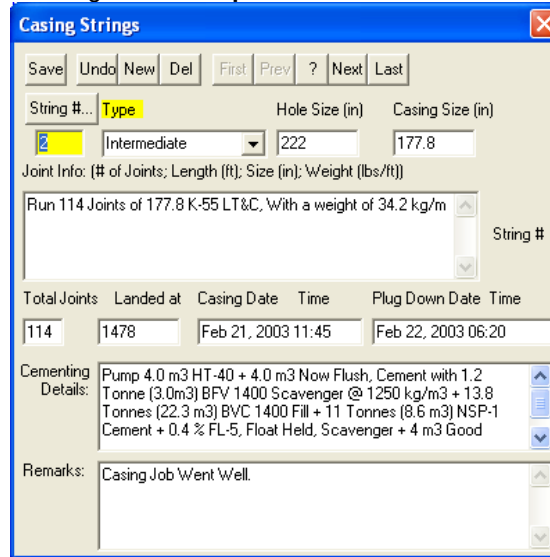 Casing Strings
Save Undo New Del First Prev ? Next Last
String #... Type Hole Size (in) Casing Size (in)
2 Intermediate 222 177.8
Joint Info: (# of Joints; Length (ft); Size (in); Weight (lbs/ft))
Run 114 Joints of 177.8 K-55 LT&C, With a weight of 34.2 kg/m
String #
Total Joints Landed at Casing Date Time Plug Down Date Time
114 1478 Feb 21, 2003 11:45 Feb 22, 2003 06:20
Cementing Details:
Pump 4.0 m3 HT-40 + 4.0 m3 Now Flush, Cement with 1.2
Tonne (3.0m3) BFV 1400 Scavenger @ 1250 kg/m3 + 13.8
Tonnes (22.3 m3) BVC 1400 Fill + 11 Tonnes (8.6 m3) NSP-1
Cement + 0.4 % FL-5, Float Held, Scavenger + 4 m3 Good
Remarks: Casing Job Went Well.